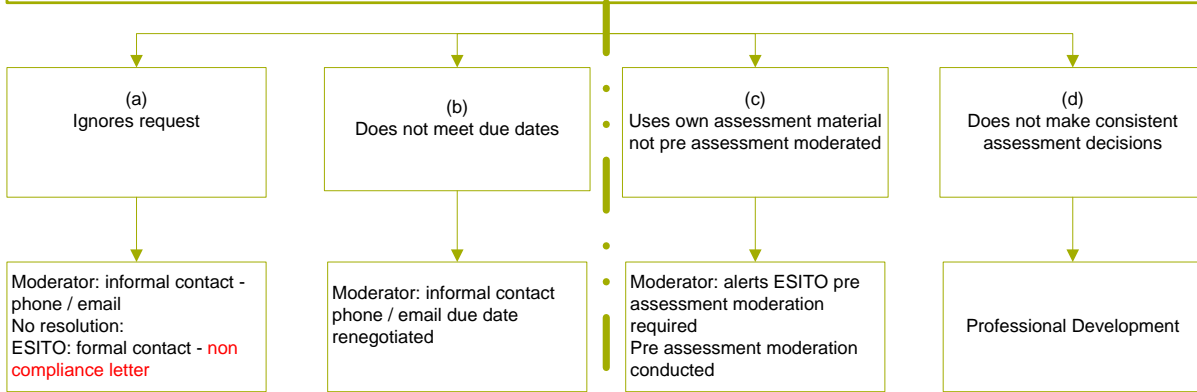 (a)
Ignores request
(b)
Does not meet due dates
(c)
Uses own assessment material
not pre assessment moderated
(d)
Does not make consistent
assessment decisions
Moderator: informal contact -
phone / email
No resolution:
ESITO: formal contact - non
compliance letter
Moderator: informal contact
phone / email due date
renegotiated
Moderator: alerts ESITO pre
assessment moderation
required
Pre assessment moderation
conducted
Professional Development